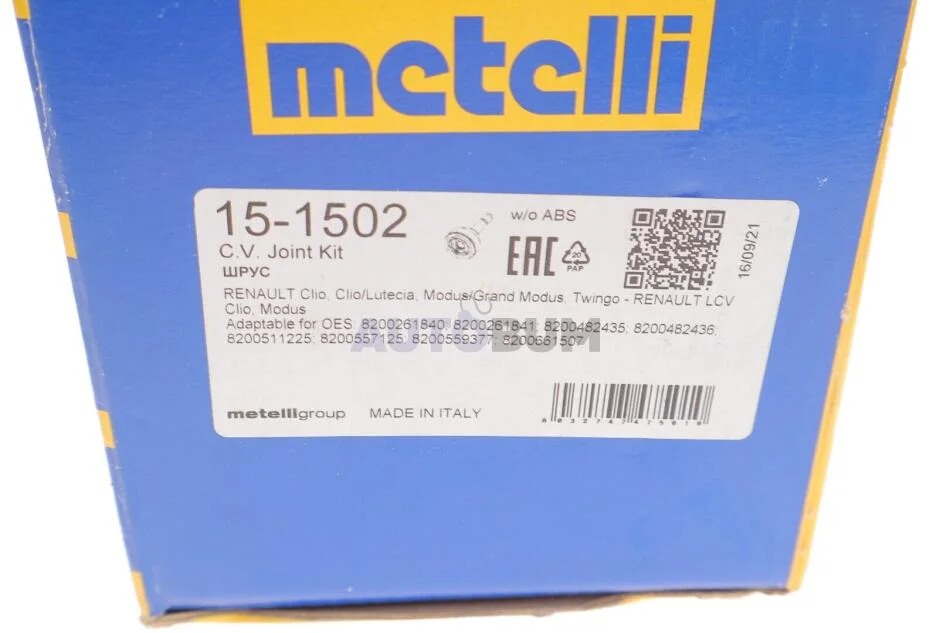 metelli
15-1502
w/o ABS
C.V. Joint Kit
ШРУС
EAC
20
PAP
16/09/21
RENAULT Clio, Clio/Lutecia, Modus/Grand Modus, Twingo - RENAULT LCV
Clio, Modus
Adaptable for OES: 8200261840; 8200261841; 8200482435; 8200482436;
8200511225; 8200557125; 8200559377; 8200661507
AUTOBUM
metelligroup MADE IN ITALY